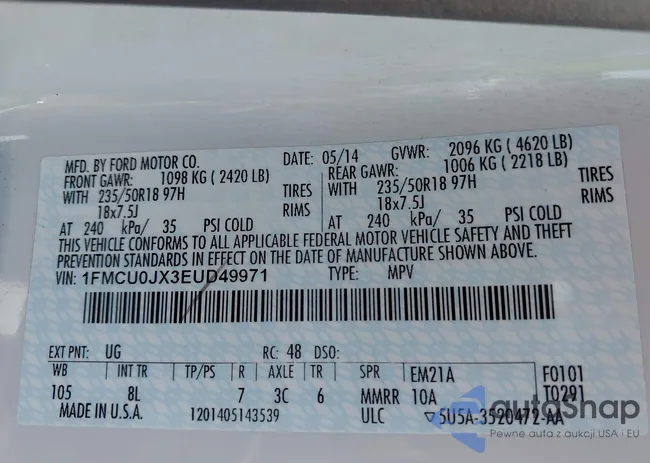 MFD. BY FORD MOTOR CO. DATE: 05/14 GVWR: 2096 KG (4620 LB)
FRONT GAWR: 1098 KG (2420 LB) REAR GAWR: 1006 KG (2218 LB)
WITH 235/50R18 97H TIRES WITH 235/50R18 97H TIRES
18x7.5J RIMS 18x7.5J RIMS
AT 240 kPa/ 35 PSI COLD AT 240 kPa/ 35 PSI COLD
THIS VEHICLE CONFORMS TO ALL APPLICABLE FEDERAL MOTOR VEHICLE SAFETY AND THEFT
PREVENTION STANDARDS IN EFFECT ON THE DATE OF MANUFACTURE SHOWN ABOVE.
VIN: 1FMCU0JX3EUD49971 TYPE: MPV
EXT PNT: UG RC: 48 DSO:
WB INT TR TP/PS R AXLE TR SPR EM21A F0101
105 8L 7 3C 6 MMRR 10A T0291
MADE IN U.S.A. 1201405143539 ULC ▽5U5A-3520472-AA
autoShap
Pewne auta z aukcji USA i EU